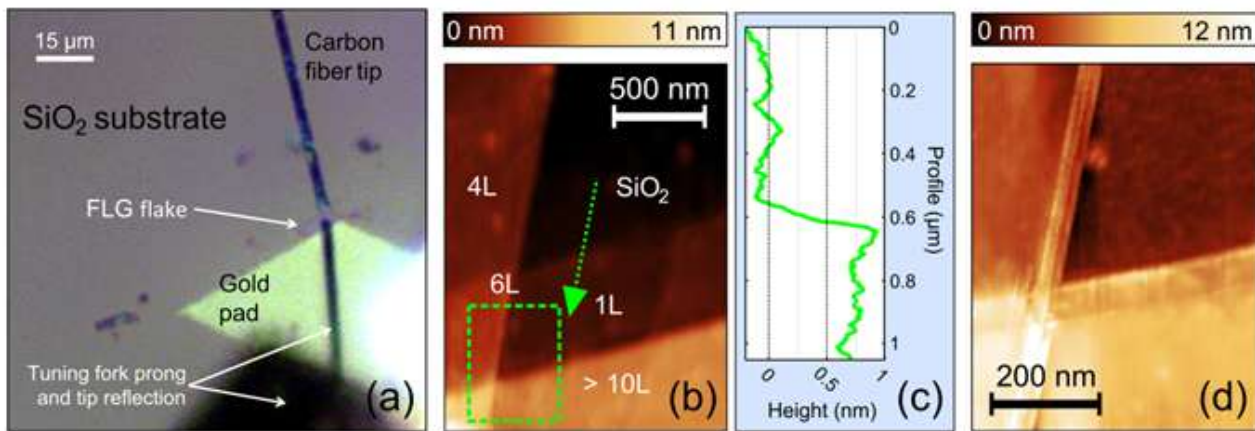 15 µm
Carbon
fiber tip
SiO₂ substrate
FLG flake
Gold
pad
Tuning fork prong
and tip reflection
(a)
0 nm
11 nm
500 nm
4L
SiO₂
6L
1L
> 10L
(b)
0
0.2
0.4
0.6
0.8
1
Profile (µm)
0
0.5
1
Height (nm)
(c)
0 nm
12 nm
200 nm
(d)